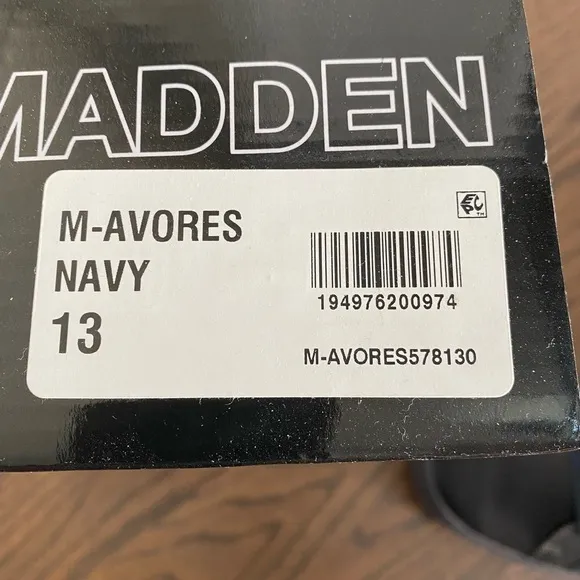 MADDEN
M-AVORES
NAVY
13
194976200974
M-AVORES578130